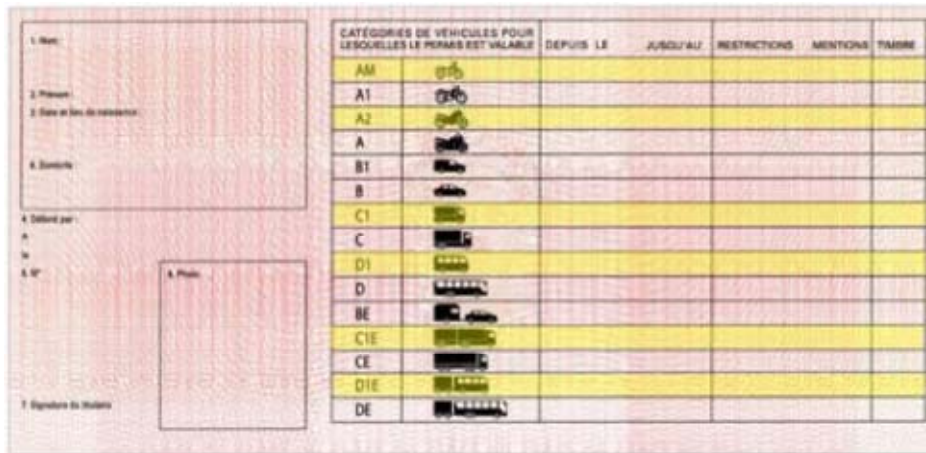 1. Nom :
2. Prénom :
3. Date et lieu de naissance :
8. Domicile
4. Délivré par :
A
le
5. N°
6. Photo
7. Signature du titulaire
CATÉGORIES DE VÉHICULES POUR
LESQUELLES LE PERMIS EST VALABLE
DEPUIS LE
JUSQU'AU
RESTRICTIONS
MENTIONS
TIMBRE
AM
A1
A2
A
B1
B
C1
C
D1
D
BE
C1E
CE
D1E
DE